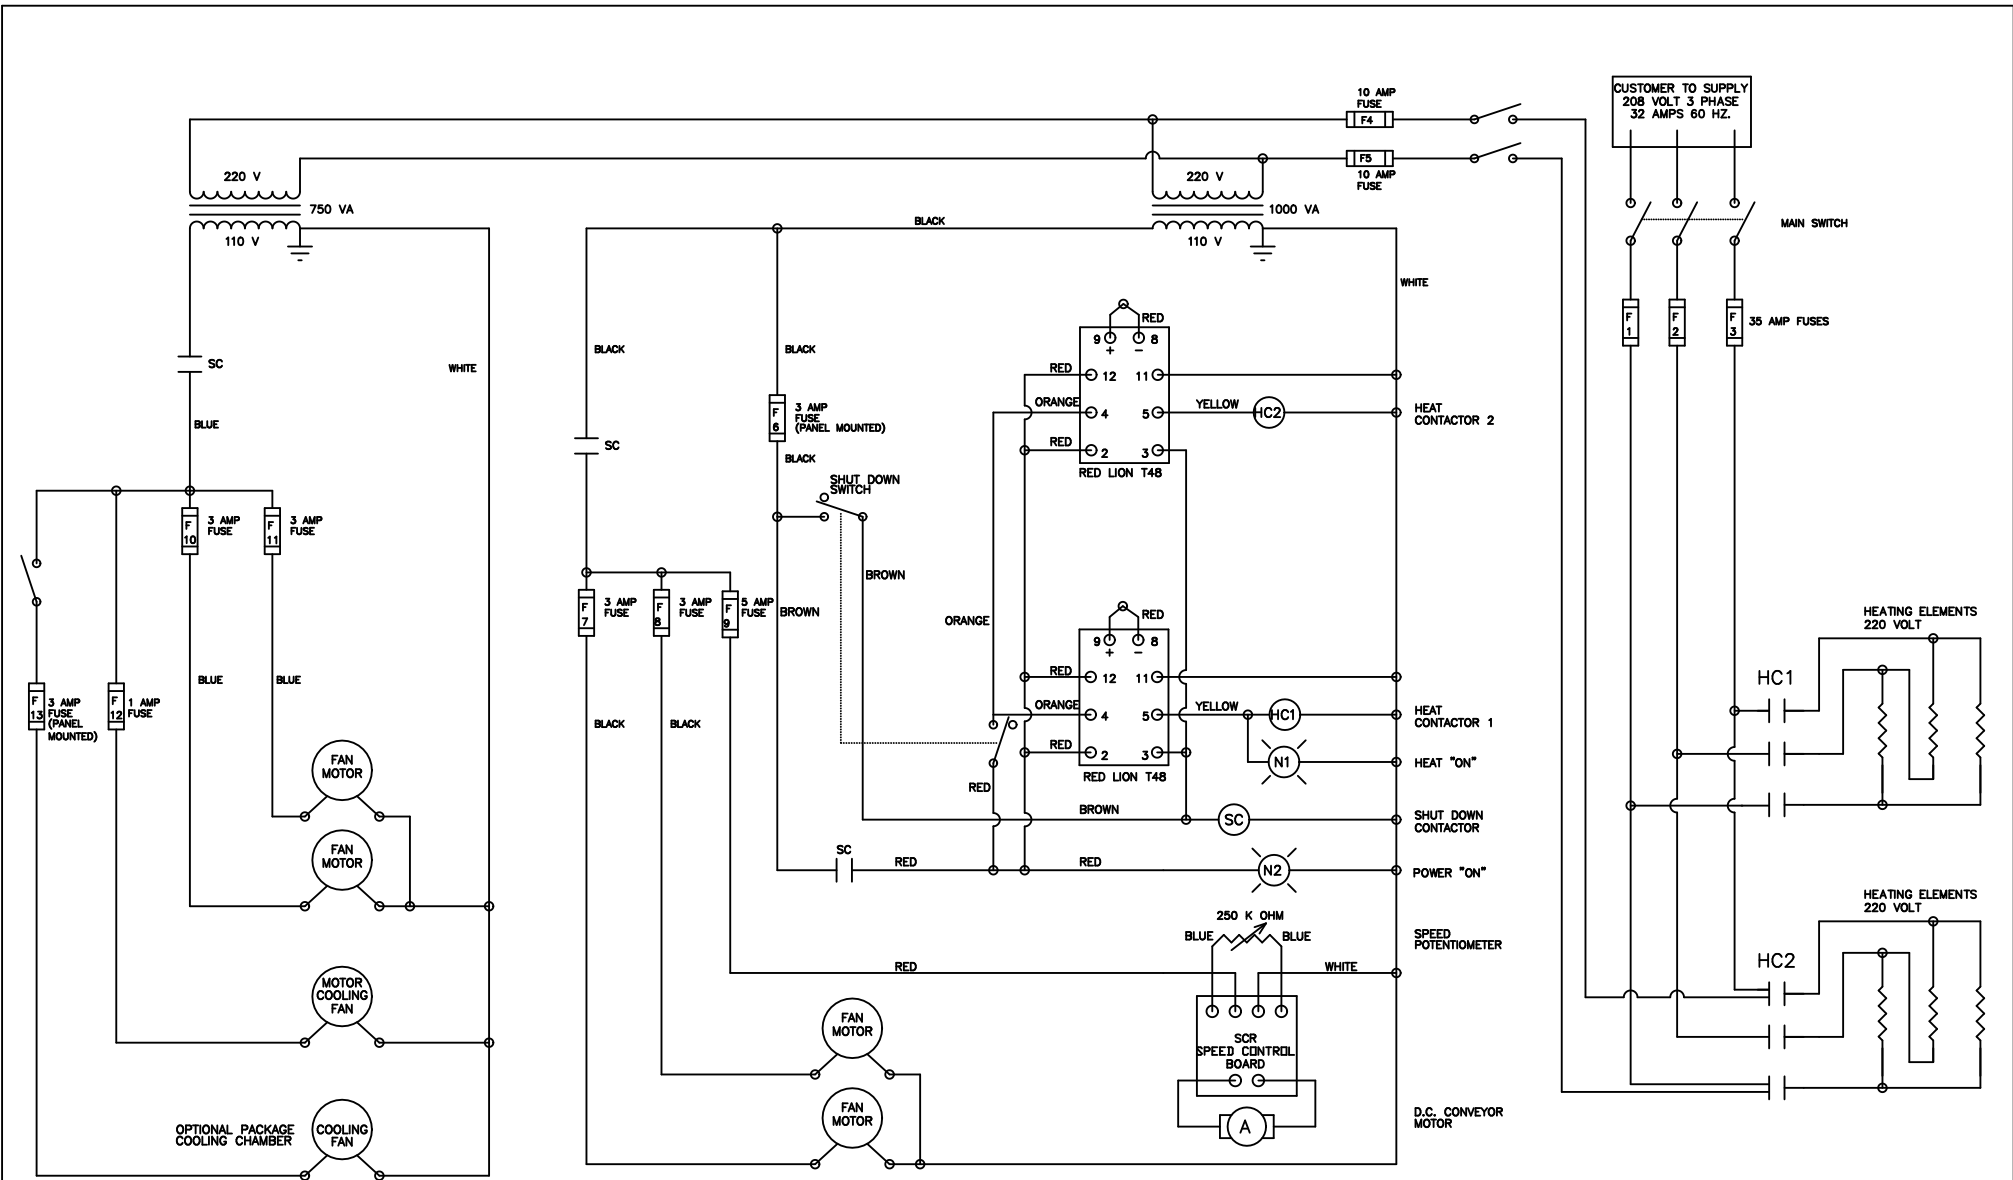 10 AMP
FUSE
F4
F5
10 AMP
FUSE
CUSTOMER TO SUPPLY
208 VOLT 3 PHASE
32 AMPS 60 HZ.
220 V
750 VA
110 V
220 V
1000 VA
110 V
BLACK
MAIN SWITCH
WHITE
F
1
F
2
F
3
35 AMP FUSES
SC
BLUE
WHITE
BLACK
BLACK
SC
F
6
3 AMP
FUSE
(PANEL MOUNTED)
BLACK
SHUT DOWN
SWITCH
RED
9
8
+
-
RED
12
11
ORANGE
4
5
YELLOW
HC2
HEAT
CONTACTOR 2
RED
2
3
RED LION T48
F
10
3 AMP
FUSE
F
11
3 AMP
FUSE
BROWN
F
7
3 AMP
FUSE
F
8
3 AMP
FUSE
F
9
5 AMP
FUSE
BROWN
ORANGE
RED
9
8
+
-
RED
12
11
ORANGE
4
5
YELLOW
HC1
HEAT
CONTACTOR 1
RED
2
3
RED LION T48
N1
HEAT "ON"
RED
BROWN
SC
SHUT DOWN
CONTACTOR
SC
RED
RED
N2
POWER "ON"
BLUE
BLUE
F
13
3 AMP
FUSE
(PANEL
MOUNTED)
F
12
1 AMP
FUSE
BLACK
BLACK
FAN
MOTOR
FAN
MOTOR
MOTOR
COOLING
FAN
OPTIONAL PACKAGE
COOLING CHAMBER
COOLING
FAN
250 K OHM
BLUE
BLUE
SPEED
POTENTIOMETER
RED
WHITE
FAN
MOTOR
FAN
MOTOR
SCR
SPEED CONTROL
BOARD
A
D.C. CONVEYOR
MOTOR
HEATING ELEMENTS
220 VOLT
HC1
HEATING ELEMENTS
220 VOLT
HC2